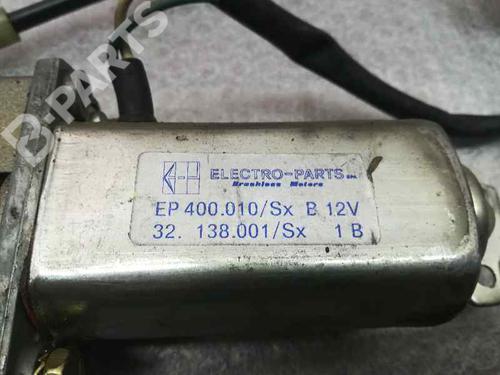 B-PARTS
ELECTRO-PARTS
Brushless Motors
EP 400.010/Sx B 12V
32. 138.001/Sx 1 B